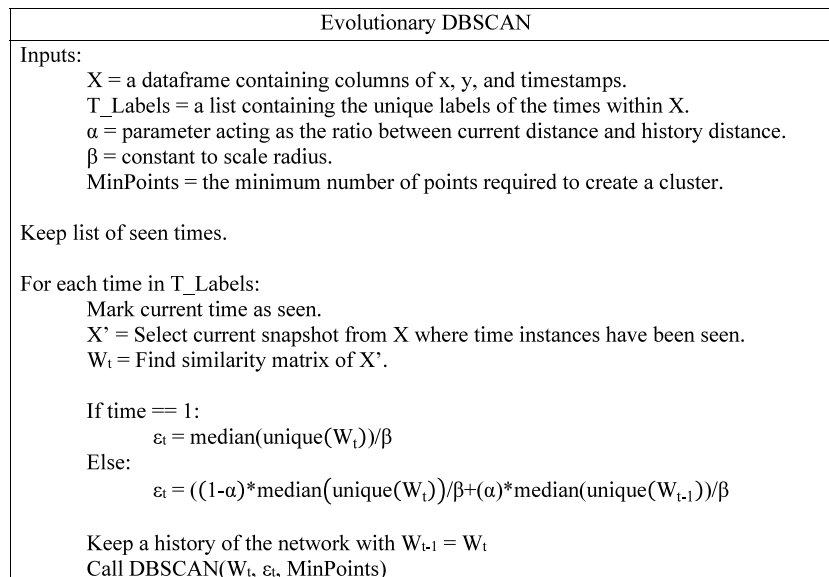 Evolutionary DBSCAN
Inputs:
X = a dataframe containing columns of x, y, and timestamps.
T_Labels = a list containing the unique labels of the times within X.
α = parameter acting as the ratio between current distance and history distance.
β = constant to scale radius.
MinPoints = the minimum number of points required to create a cluster.
Keep list of seen times.
For each time in T_Labels:
Mark current time as seen.
X’ = Select current snapshot from X where time instances have been seen.
Wₜ = Find similarity matrix of X’.
If time == 1:
εₜ = median(unique(Wₜ))/β
Else:
εₜ = ((1-α)*median(unique(Wₜ))/β+(α)*median(unique(Wₜ₋₁))/β
Keep a history of the network with Wₜ₋₁ = Wₜ
Call DBSCAN(Wₜ, εₜ, MinPoints)